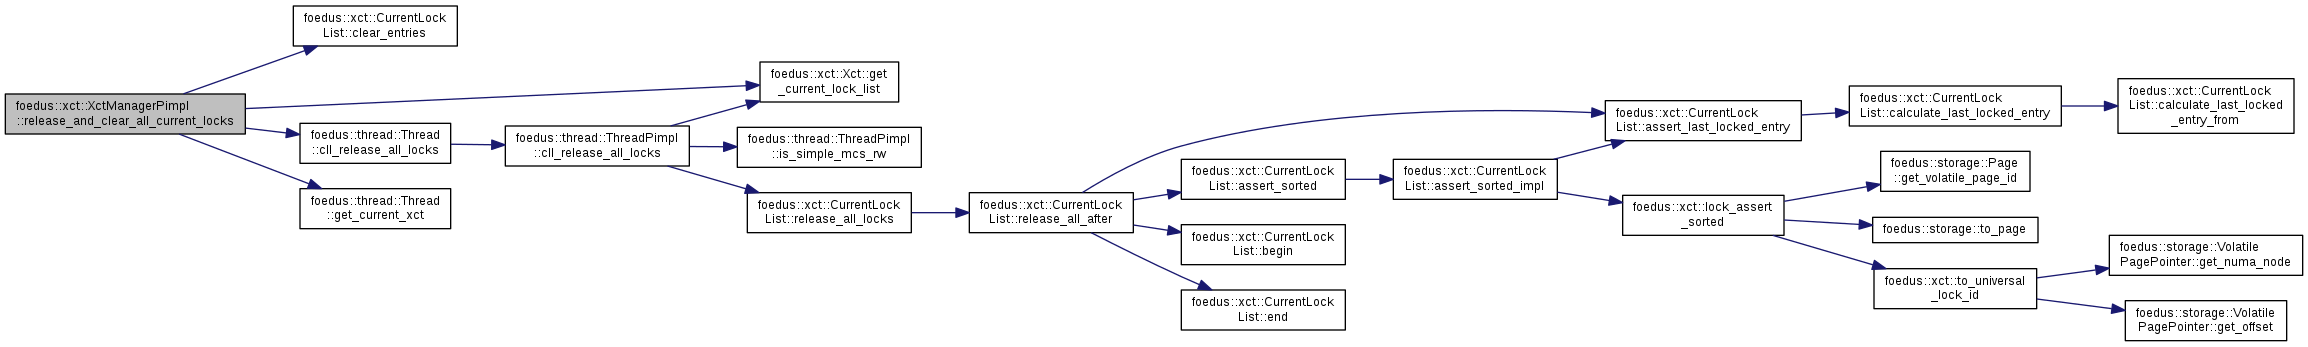 foedus::xct::XctManagerPimpl
::release_and_clear_all_current_locks
foedus::xct::CurrentLock
List::clear_entries
foedus::thread::Thread
::cll_release_all_locks
foedus::thread::Thread
::get_current_xct
foedus::thread::ThreadPimpl
::cll_release_all_locks
foedus::xct::Xct::get
_current_lock_list
foedus::thread::ThreadPimpl
::is_simple_mcs_rw
foedus::xct::CurrentLock
List::release_all_locks
foedus::xct::CurrentLock
List::release_all_after
foedus::xct::CurrentLock
List::assert_sorted
foedus::xct::CurrentLock
List::begin
foedus::xct::CurrentLock
List::end
foedus::xct::CurrentLock
List::assert_sorted_impl
foedus::xct::CurrentLock
List::assert_last_locked_entry
foedus::xct::lock_assert
_sorted
foedus::xct::CurrentLock
List::calculate_last_locked_entry
foedus::storage::Page
::get_volatile_page_id
foedus::storage::to_page
foedus::xct::to_universal
_lock_id
foedus::xct::CurrentLock
List::calculate_last_locked
_entry_from
foedus::storage::Volatile
PagePointer::get_numa_node
foedus::storage::Volatile
PagePointer::get_offset